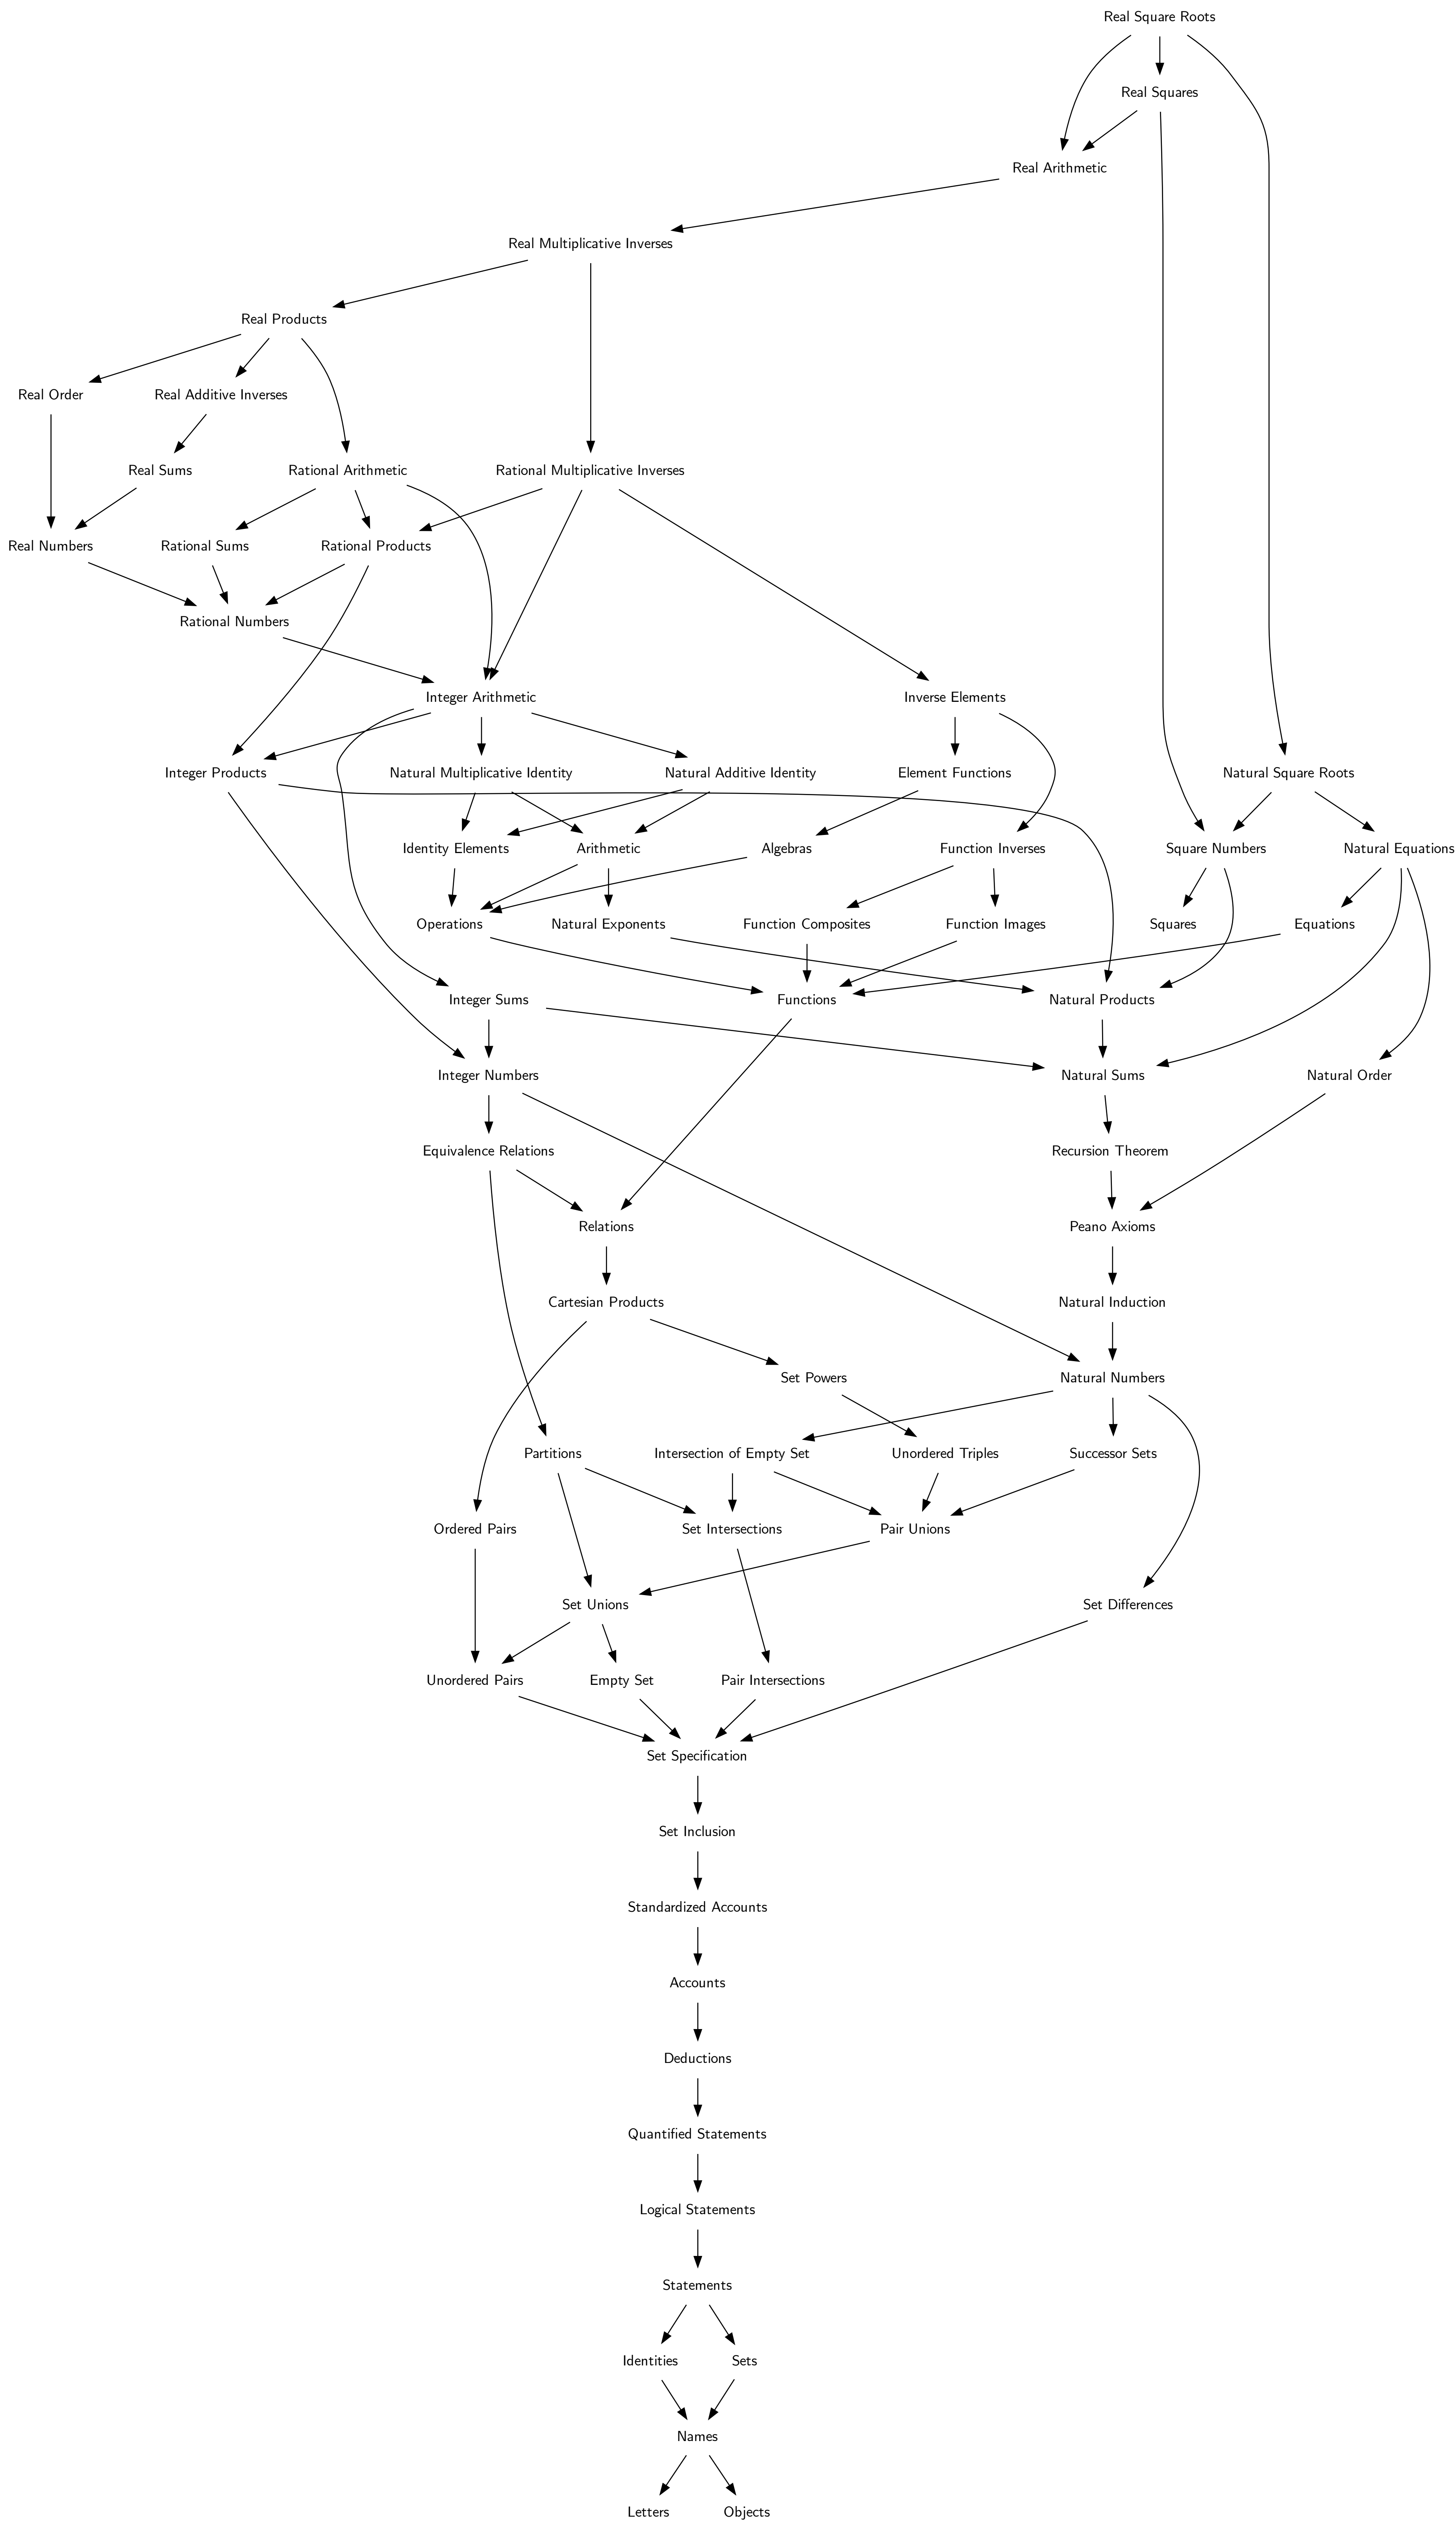 Real Square Roots
Real Squares
Real Arithmetic
Real Multiplicative Inverses
Real Products
Real Order
Real Additive Inverses
Real Sums
Rational Arithmetic
Rational Multiplicative Inverses
Real Numbers
Rational Sums
Rational Products
Rational Numbers
Integer Arithmetic
Inverse Elements
Integer Products
Natural Multiplicative Identity
Natural Additive Identity
Element Functions
Natural Square Roots
Identity Elements
Arithmetic
Algebras
Function Inverses
Square Numbers
Natural Equations
Operations
Natural Exponents
Function Composites
Function Images
Squares
Equations
Integer Sums
Functions
Natural Products
Integer Numbers
Natural Sums
Natural Order
Equivalence Relations
Recursion Theorem
Relations
Peano Axioms
Cartesian Products
Natural Induction
Set Powers
Natural Numbers
Partitions
Intersection of Empty Set
Unordered Triples
Successor Sets
Ordered Pairs
Set Intersections
Pair Unions
Set Unions
Set Differences
Unordered Pairs
Empty Set
Pair Intersections
Set Specification
Set Inclusion
Standardized Accounts
Accounts
Deductions
Quantified Statements
Logical Statements
Statements
Identities
Sets
Names
Letters
Objects